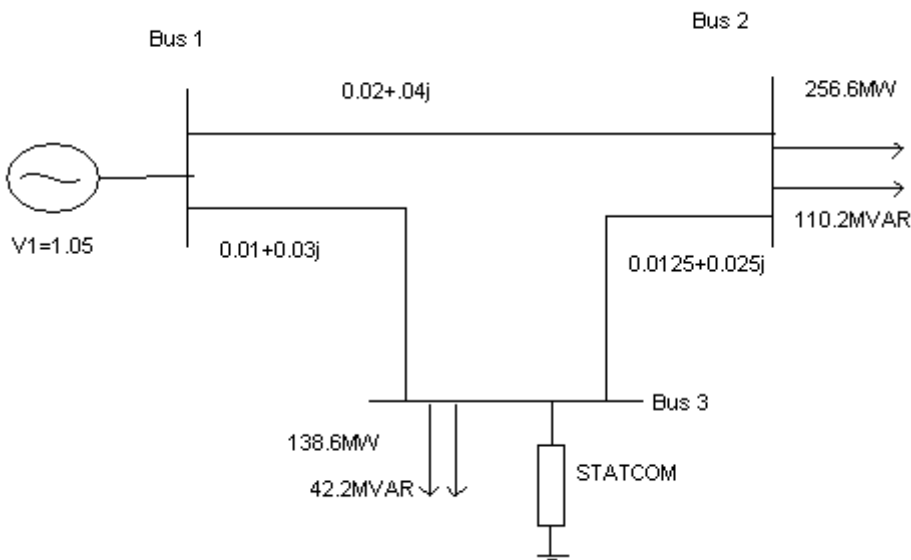 Bus 1
Bus 2
0.02+.04j
256.6MW
V1=1.05
0.01+0.03j
110.2MVAR
0.0125+0.025j
Bus 3
138.6MW
42.2MVAR
STATCOM